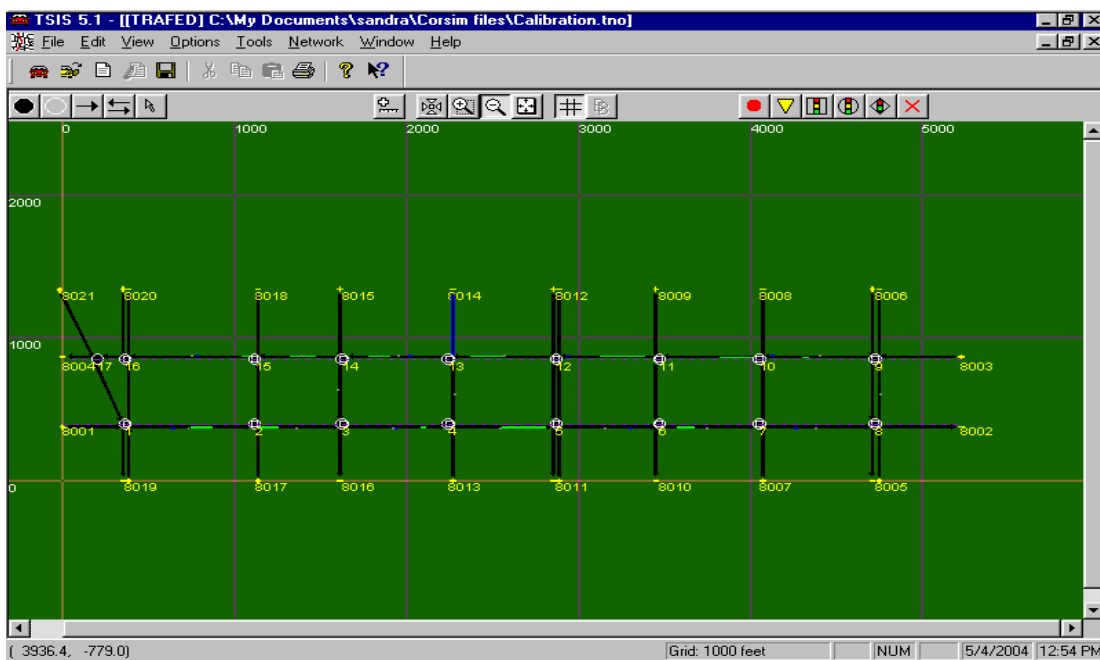 TSIS 5.1 - [[TRAFED] C:\My Documents\sandra\Corsim files\Calibration.tno]
File Edit View Options Tools Network Window Help
0 1000 2000 3000 4000 5000
2000
8021 8020 8018 8015 8014 8012 8009 8008 8006
1000
8004 17 16 15 14 13 12 11 10 9 8003
8001 1 2 3 4 5 6 7 8 8002
0 8019 8017 8016 8013 8011 8010 8007 8005
( 3936.4, -779.0) Grid: 1000 feet NUM 5/4/2004 12:54 PM